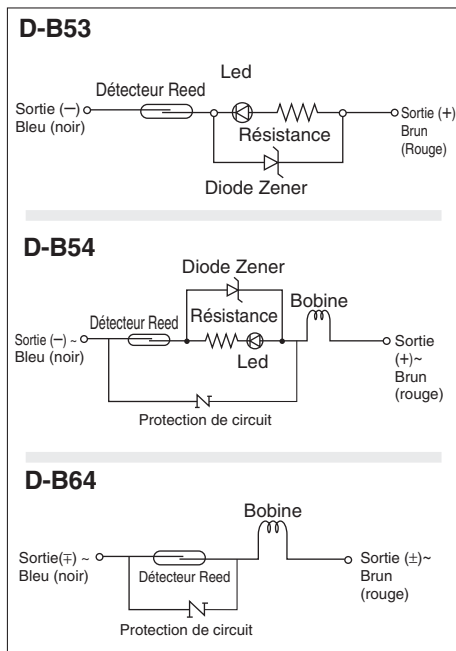 D-B53
Led
Détecteur Reed
Sortie (—)
Bleu (noir)
Sortie (+)
Brun
(Rouge)
Résistance
Diode Zener
D-B54
Diode Zener
Bobine
Résistance
Détecteur Reed
Sortie (—) ~
Bleu (noir)
Sortie
(+)~
Brun
(rouge)
Led
Protection de circuit
D-B64
Bobine
Sortie(∓) ~
Bleu (noir)
Détecteur Reed
Sortie (±)~
Brun
(rouge)
Protection de circuit